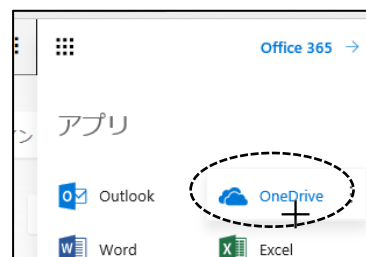 Office 365 →
アプリ
Outlook
OneDrive
Word
Excel